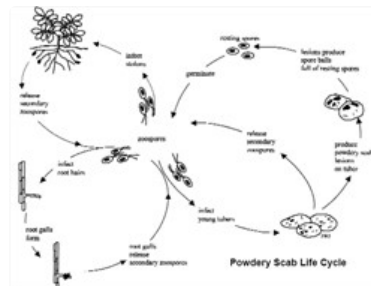 resting spores
lesions produce
spore balls
full of resting spores
infect
stolons
germinate
release
secondary
zoospores
zoospores
release
secondary
zoospores
produce
powdery scab
lesions
on tuber
infect
root hairs
infect
young tubers
root galls
form
root galls
release
secondary zoospores
Powdery Scab Life Cycle